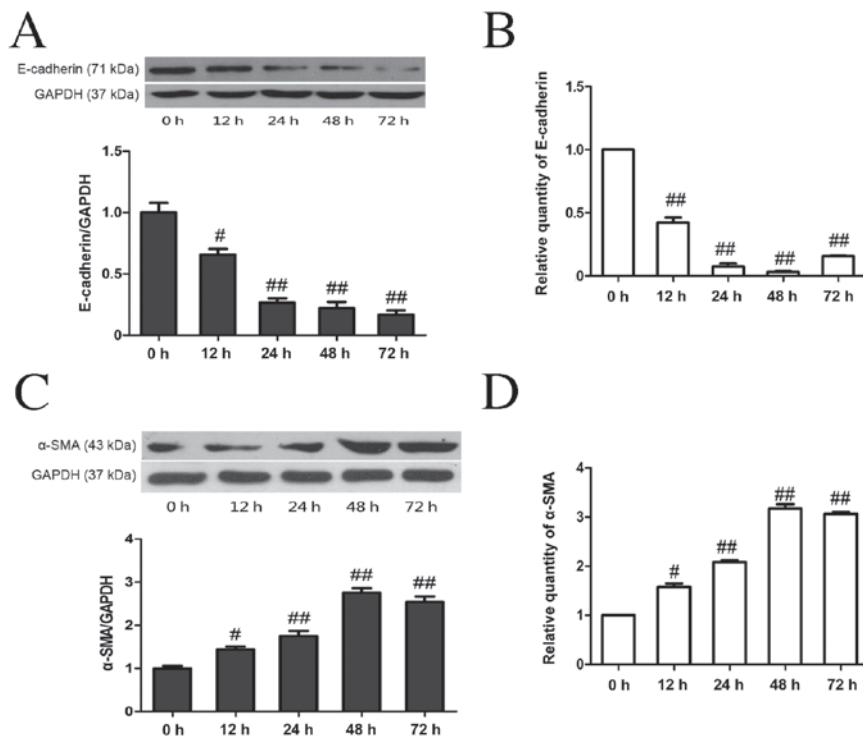 A
E-cadherin (71 kDa)
GAPDH (37 kDa)
0 h 12 h 24 h 48 h 72 h
E-cadherin/GAPDH
1.5
1.0
0.5
0
# ## ## ##
0 h 12 h 24 h 48 h 72 h
B
Relative quantity of E-cadherin
1.5
1.0
0.5
0
## ## ## ##
0 h 12 h 24 h 48 h 72 h
C
α-SMA (43 kDa)
GAPDH (37 kDa)
0 h 12 h 24 h 48 h 72 h
α-SMA/GAPDH
4
3
2
1
0
# ## ## ##
0 h 12 h 24 h 48 h 72 h
D
Relative quantity of α-SMA
4
3
2
1
0
# ## ## ##
0 h 12 h 24 h 48 h 72 h